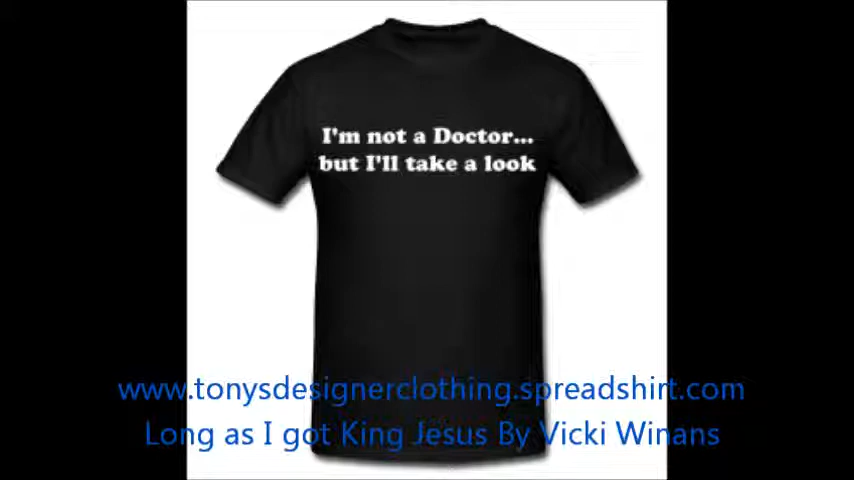 I'm not a Doctor...
but I'll take a look
www.tonysdesignerclothing.spreadshirt.com
Long as I got King Jesus By Vicki Winans